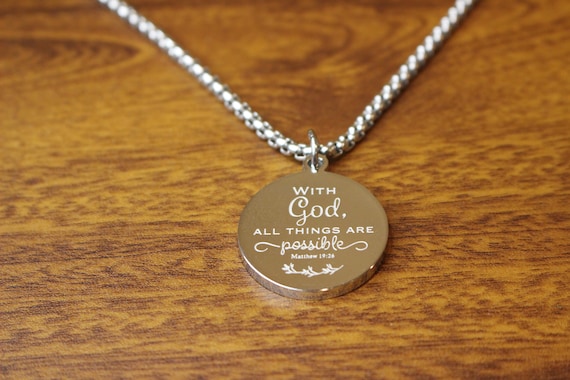 WITH
God,
ALL THINGS ARE
possible
Matthew 19:26